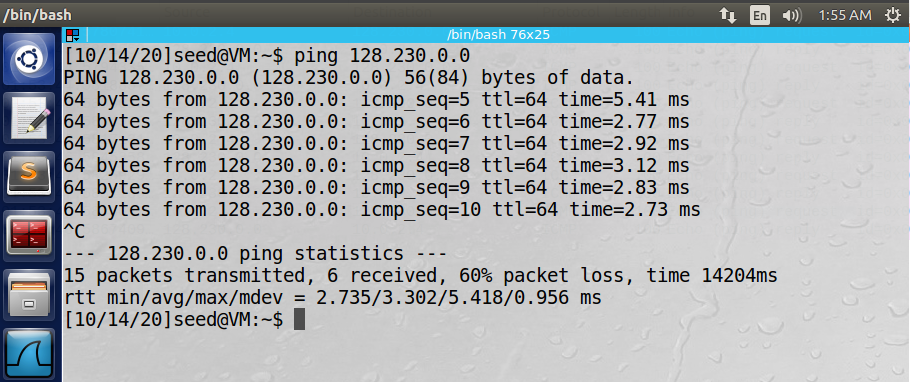 /bin/bash
En
1:55 AM
/bin/bash 76x25
[10/14/20]seed@VM:~$ ping 128.230.0.0
PING 128.230.0.0 (128.230.0.0) 56(84) bytes of data.
64 bytes from 128.230.0.0: icmp_seq=5 ttl=64 time=5.41 ms
64 bytes from 128.230.0.0: icmp_seq=6 ttl=64 time=2.77 ms
64 bytes from 128.230.0.0: icmp_seq=7 ttl=64 time=2.92 ms
64 bytes from 128.230.0.0: icmp_seq=8 ttl=64 time=3.12 ms
64 bytes from 128.230.0.0: icmp_seq=9 ttl=64 time=2.83 ms
64 bytes from 128.230.0.0: icmp_seq=10 ttl=64 time=2.73 ms
^C
--- 128.230.0.0 ping statistics ---
15 packets transmitted, 6 received, 60% packet loss, time 14204ms
rtt min/avg/max/mdev = 2.735/3.302/5.418/0.956 ms
[10/14/20]seed@VM:~$